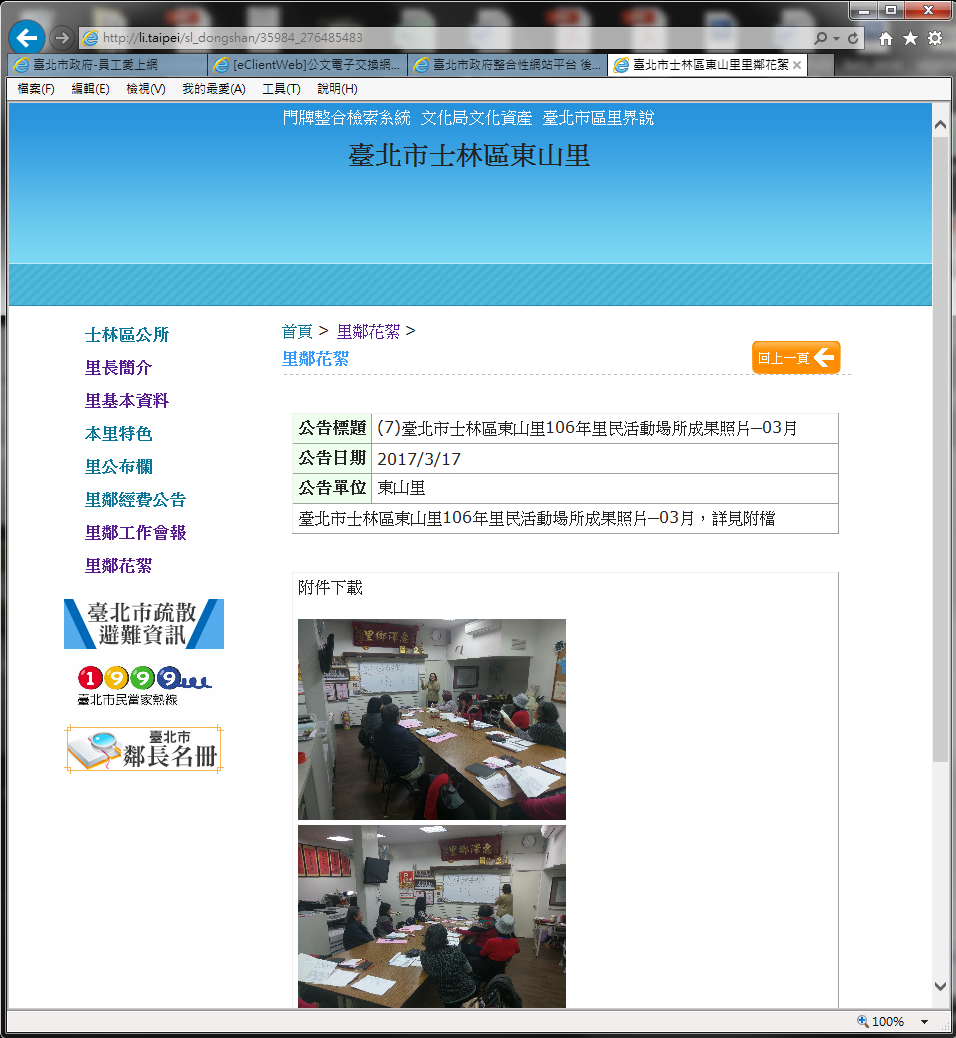 http://li.taipei/sl_dongshan/35984_276485483
臺北市政府-員工愛上網
[eClientWeb]公文電子交換網...
臺北市政府整合性網站平台 後...
臺北市士林區東山里里鄰花絮
檔案(F) 編輯(E) 檢視(V) 我的最愛(A) 工具(T) 說明(H)
門牌整合檢索系統 文化局文化資產 臺北市區里界說
臺北市士林區東山里
士林區公所
里長簡介
里基本資料
本里特色
里公布欄
里鄰經費公告
里鄰工作會報
里鄰花絮
臺北市疏散
避難資訊
1999
臺北市民當家熱線
臺北市
鄰長名冊
首頁 > 里鄰花絮 >
里鄰花絮
回上一頁
公告標題 (7)臺北市士林區東山里106年里民活動場所成果照片─03月
公告日期 2017/3/17
公告單位 東山里
臺北市士林區東山里106年里民活動場所成果照片─03月，詳見附檔
附件下載
里鄉澤惠
里鄉澤惠
100%